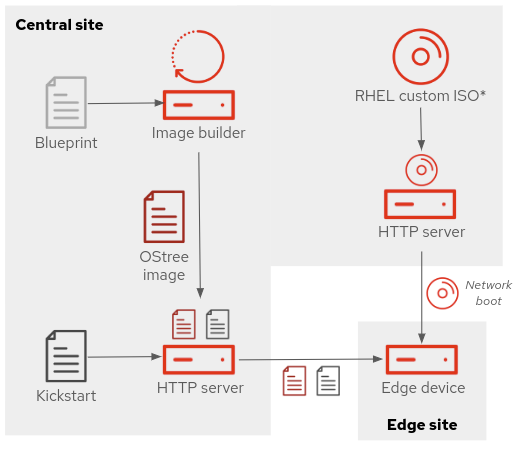 Central site
Blueprint
Image builder
RHEL custom ISO*
HTTP server
OStree
image
Network
boot
Kickstart
HTTP server
Edge device
Edge site